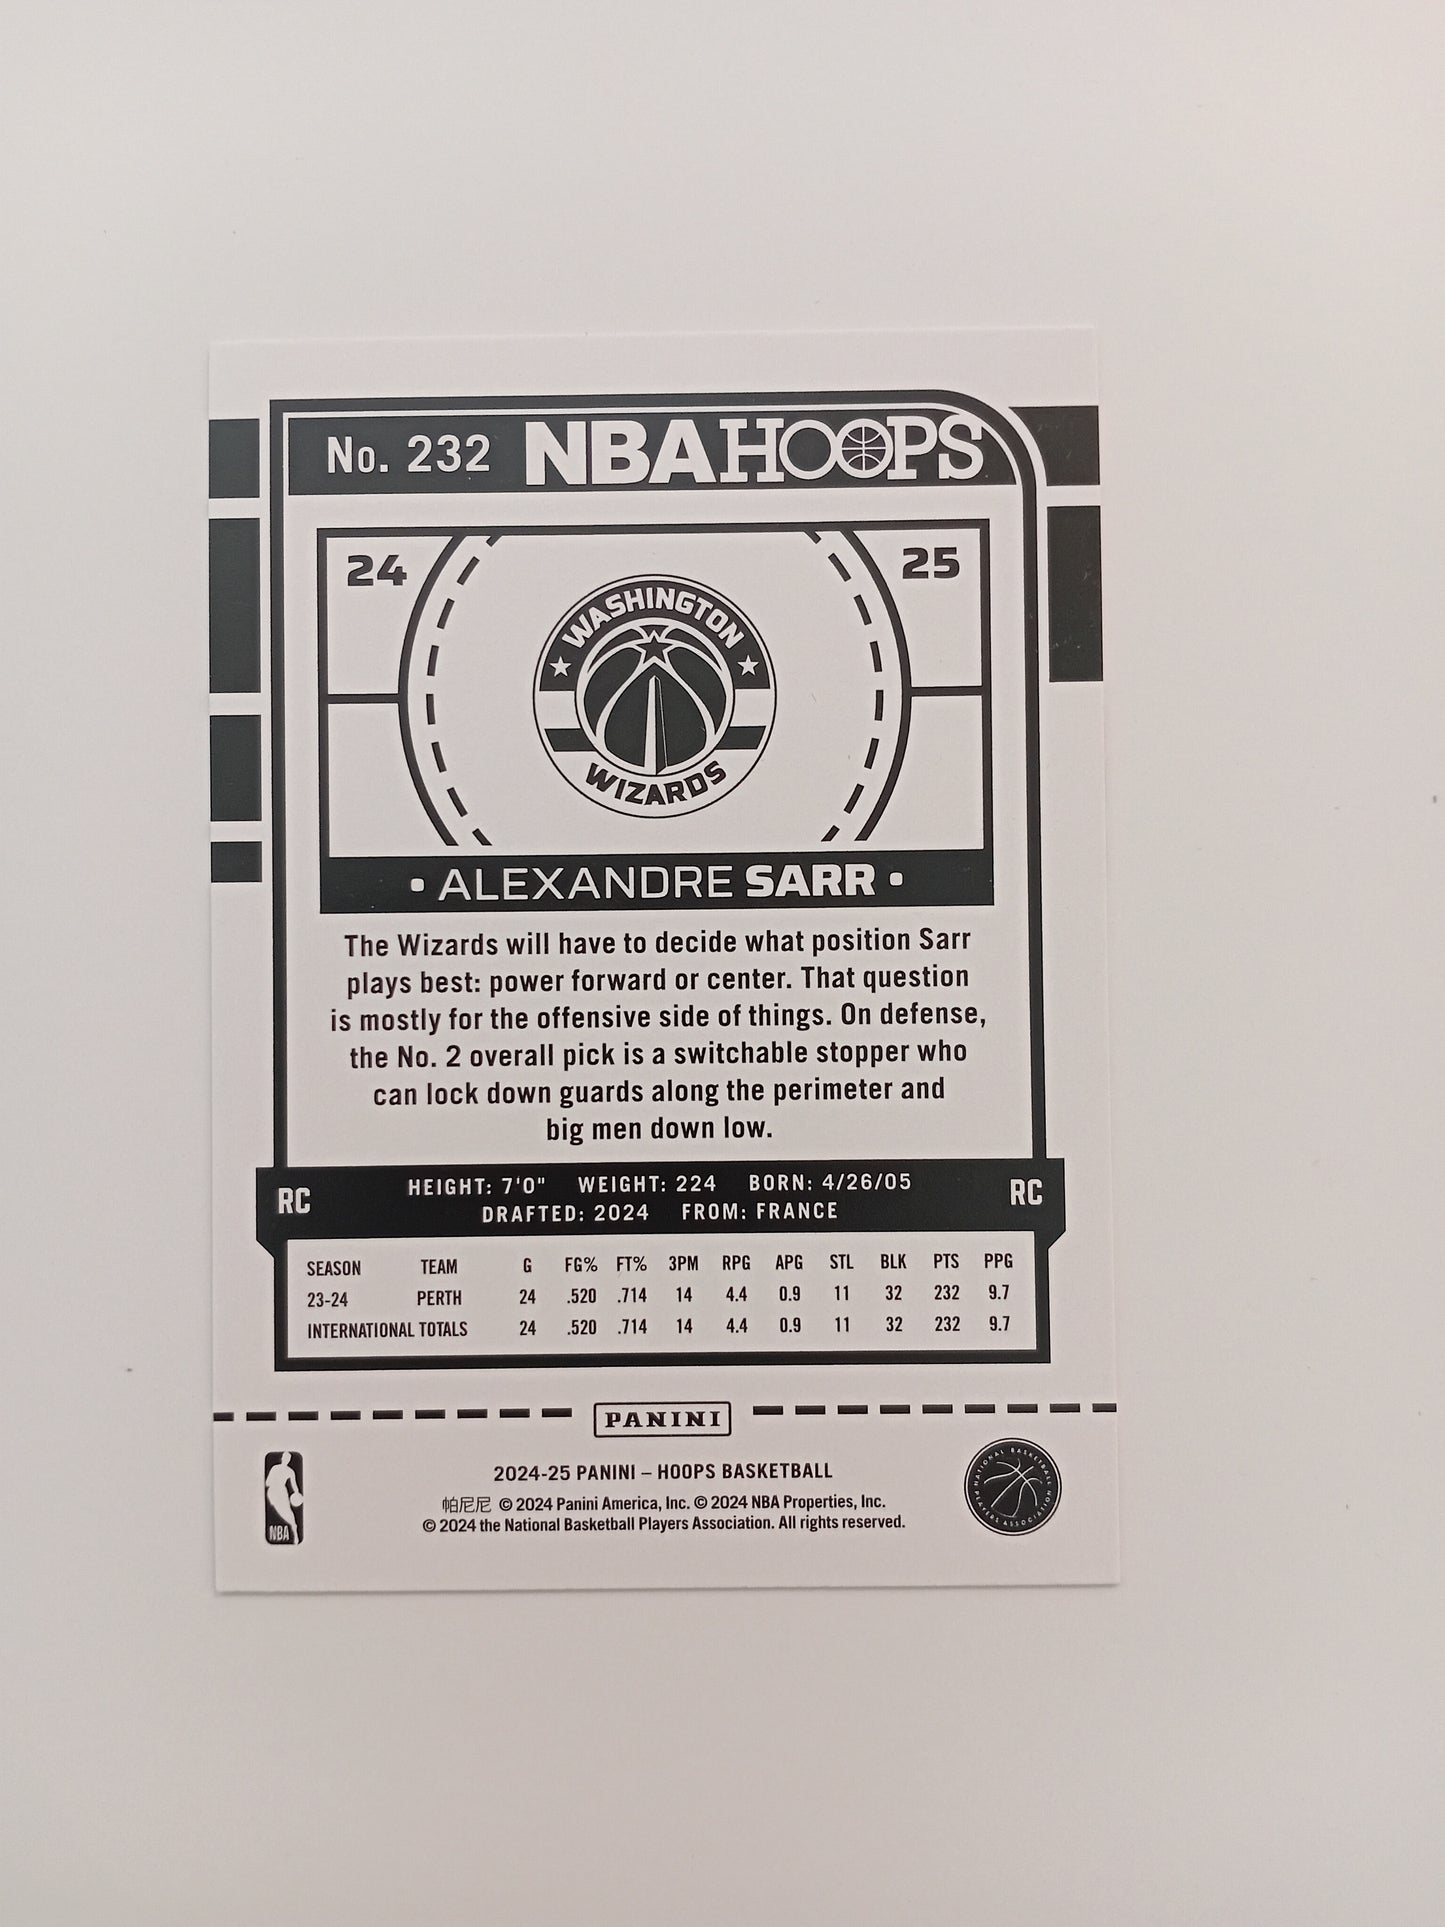 No. 232 NBA HOOPS
24 25
WASHINGTON
WIZARDS
• ALEXANDRE SARR •
The Wizards will have to decide what position Sarr
plays best: power forward or center. That question
is mostly for the offensive side of things. On defense,
the No. 2 overall pick is a switchable stopper who
can lock down guards along the perimeter and
big men down low.
RC HEIGHT: 7'0" WEIGHT: 224 BORN: 4/26/05 RC
DRAFTED: 2024 FROM: FRANCE
SEASON TEAM G FG% FT% 3PM RPG APG STL BLK PTS PPG
23-24 PERTH 24 .520 .714 14 4.4 0.9 11 32 232 9.7
INTERNATIONAL TOTALS 24 .520 .714 14 4.4 0.9 11 32 232 9.7
PANINI
2024-25 PANINI – HOOPS BASKETBALL
帕尼尼 © 2024 Panini America, Inc. © 2024 NBA Properties, Inc.
© 2024 the National Basketball Players Association. All rights reserved.
NBA
NATIONAL BASKETBALL
PLAYERS ASSOCIATION